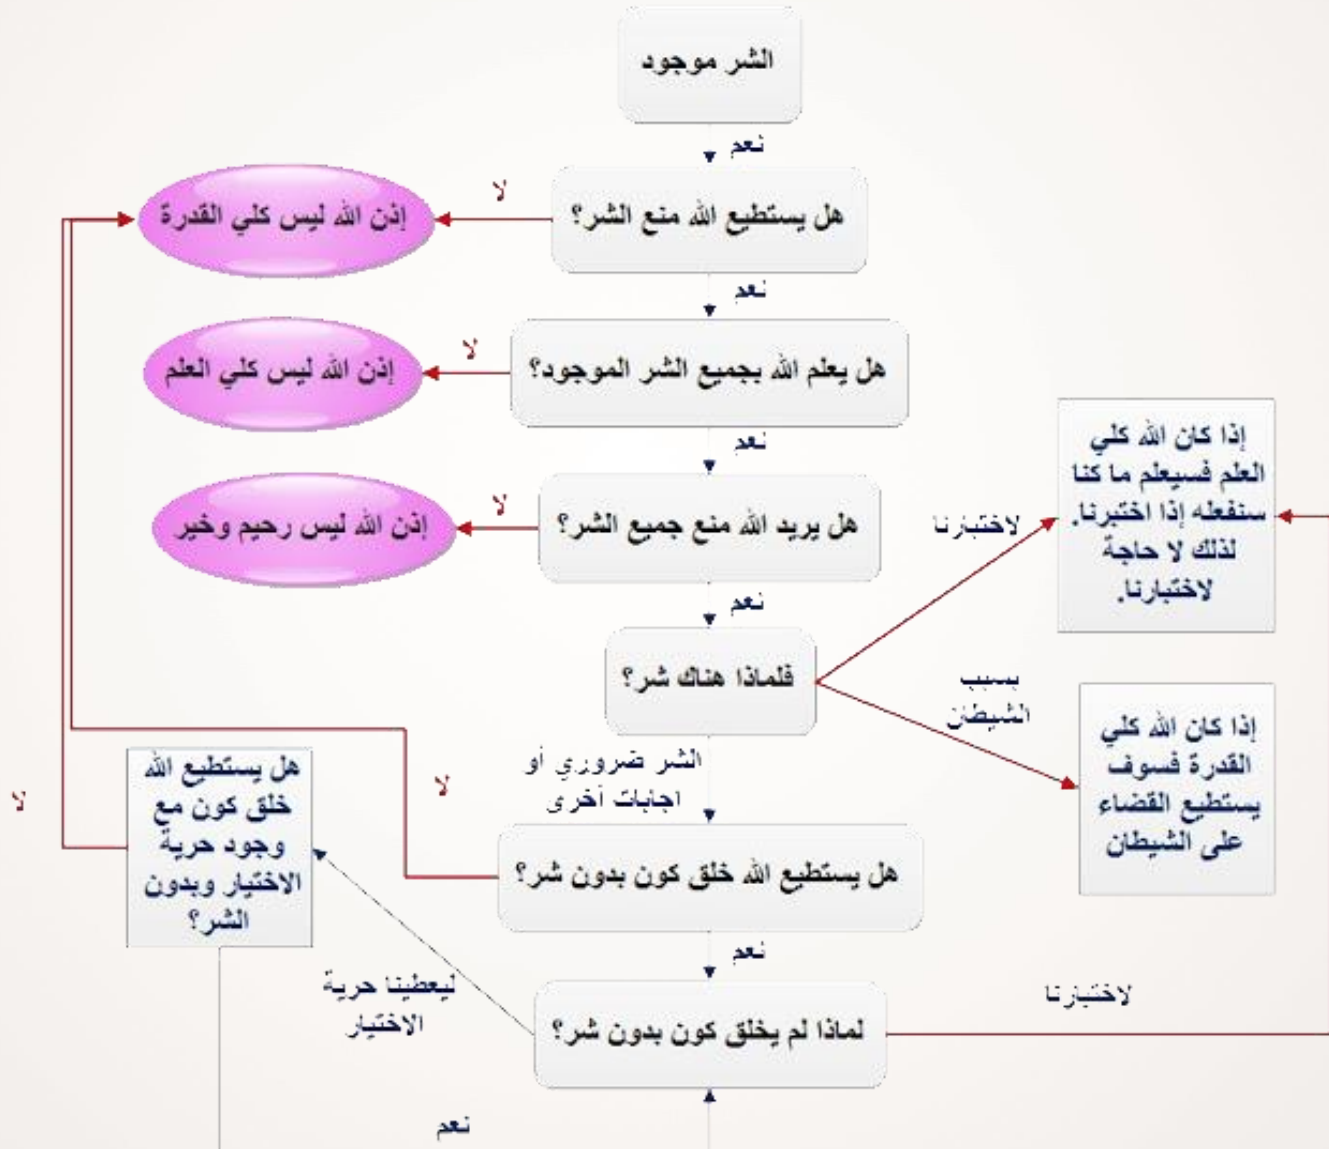 الشر موجود
نعم
هل يستطيع الله منع الشر؟
لا
إذن الله ليس كلي القدرة
نعم
هل يعلم الله بجميع الشر الموجود؟
لا
إذن الله ليس كلي العلم
نعم
هل يريد الله منع جميع الشر؟
لا
إذن الله ليس رحيم وخير
نعم
فلماذا هناك شر؟
لاختبارنا
إذا كان الله كلي
العلم فسيعلم ما كنا
سنفعله إذا اختبرنا.
لذلك لا حاجة
لاختبارنا.
بسبب
الشيطان
إذا كان الله كلي
القدرة فسوف
يستطيع القضاء
على الشيطان
الشر ضروري أو
اجابات أخرى
هل يستطيع الله خلق كون بدون شر؟
لا
نعم
لماذا لم يخلق كون بدون شر؟
لاختبارنا
ليعطينا حرية
الاختيار
هل يستطيع الله
خلق كون مع
وجود حرية
الاختيار وبدون
الشر؟
لا
نعم